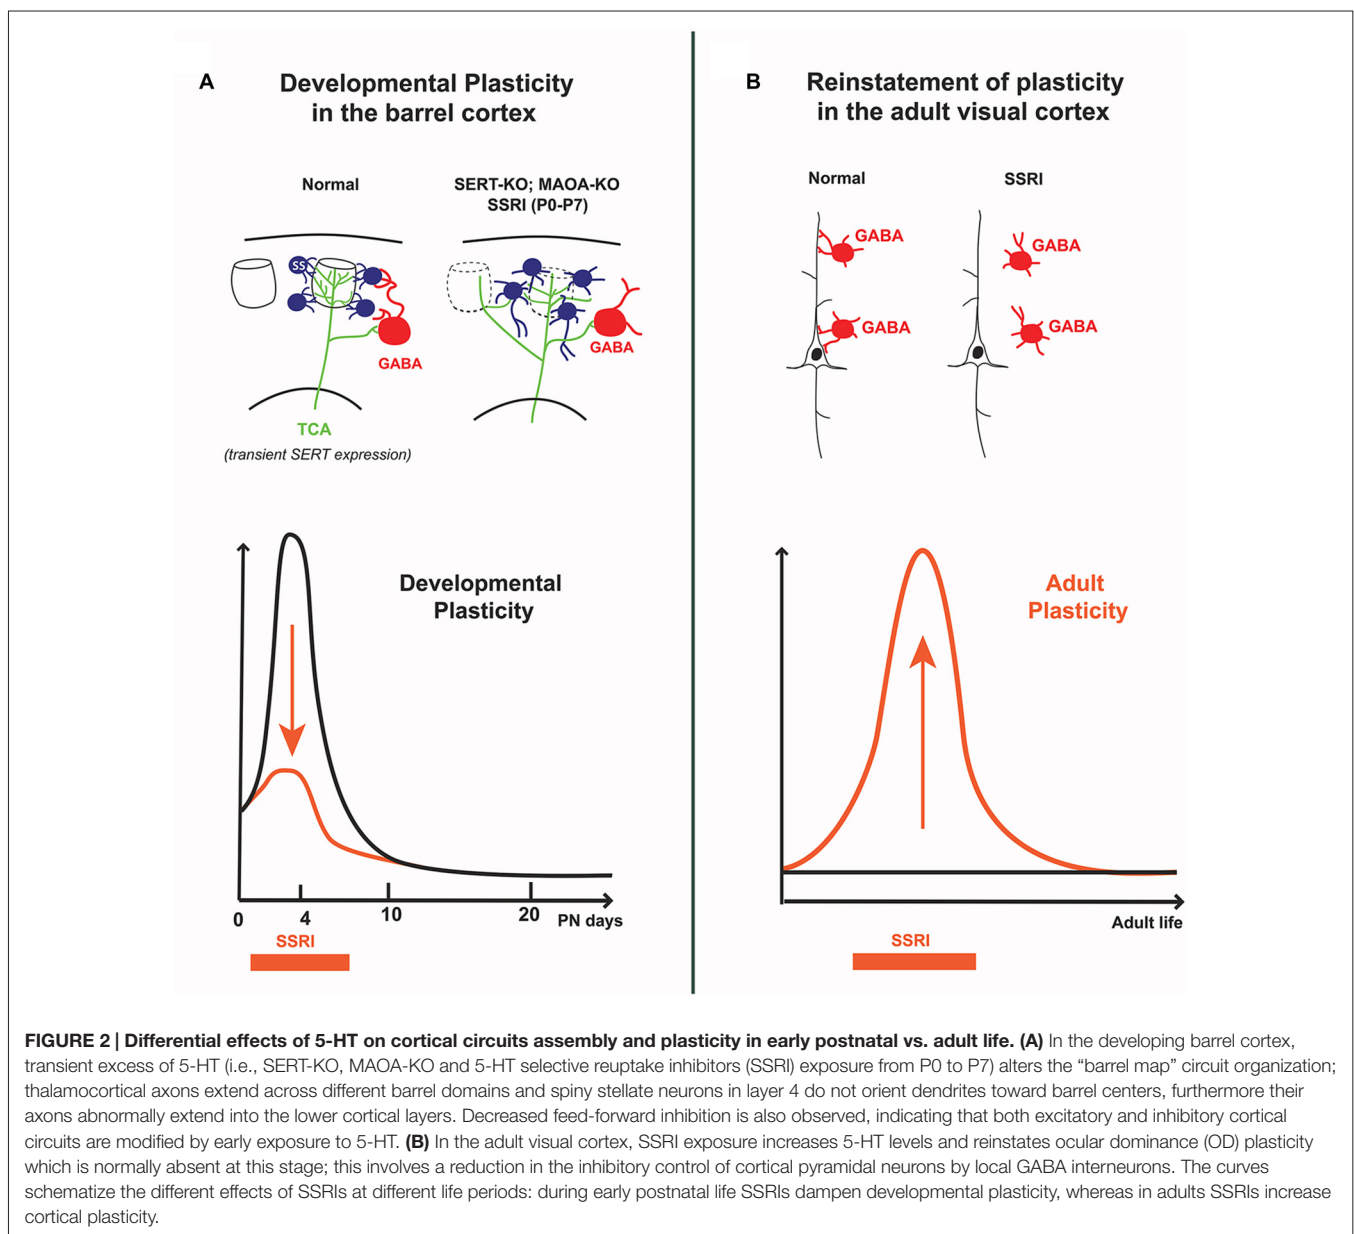 A
Developmental Plasticity
in the barrel cortex
Normal
SERT-KO; MAOA-KO
SSRI (P0-P7)
SS
GABA
GABA
TCA
(transient SERT expression)
Developmental
Plasticity
0
4
10
20
PN days
SSRI
B
Reinstatement of plasticity
in the adult visual cortex
Normal
SSRI
GABA
GABA
GABA
GABA
Adult
Plasticity
Adult life
SSRI
FIGURE 2 | Differential effects of 5-HT on cortical circuits assembly and plasticity in early postnatal vs. adult life. (A) In the developing barrel cortex,
transient excess of 5-HT (i.e., SERT-KO, MAOA-KO and 5-HT selective reuptake inhibitors (SSRI) exposure from P0 to P7) alters the “barrel map” circuit organization;
thalamocortical axons extend across different barrel domains and spiny stellate neurons in layer 4 do not orient dendrites toward barrel centers, furthermore their
axons abnormally extend into the lower cortical layers. Decreased feed-forward inhibition is also observed, indicating that both excitatory and inhibitory cortical
circuits are modified by early exposure to 5-HT. (B) In the adult visual cortex, SSRI exposure increases 5-HT levels and reinstates ocular dominance (OD) plasticity
which is normally absent at this stage; this involves a reduction in the inhibitory control of cortical pyramidal neurons by local GABA interneurons. The curves
schematize the different effects of SSRIs at different life periods: during early postnatal life SSRIs dampen developmental plasticity, whereas in adults SSRIs increase
cortical plasticity.